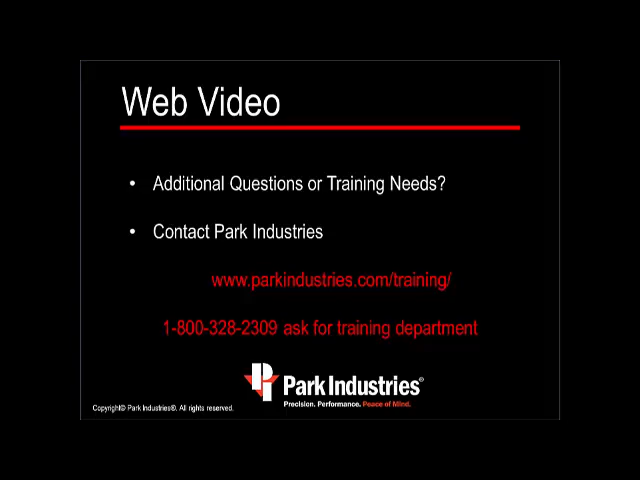 Web Video
• Additional Questions or Training Needs?
• Contact Park Industries
www.parkindustries.com/training/
1-800-328-2309 ask for training department
PI Park Industries®
Precision. Performance. Peace of Mind.
Copyright© Park Industries®. All rights reserved.